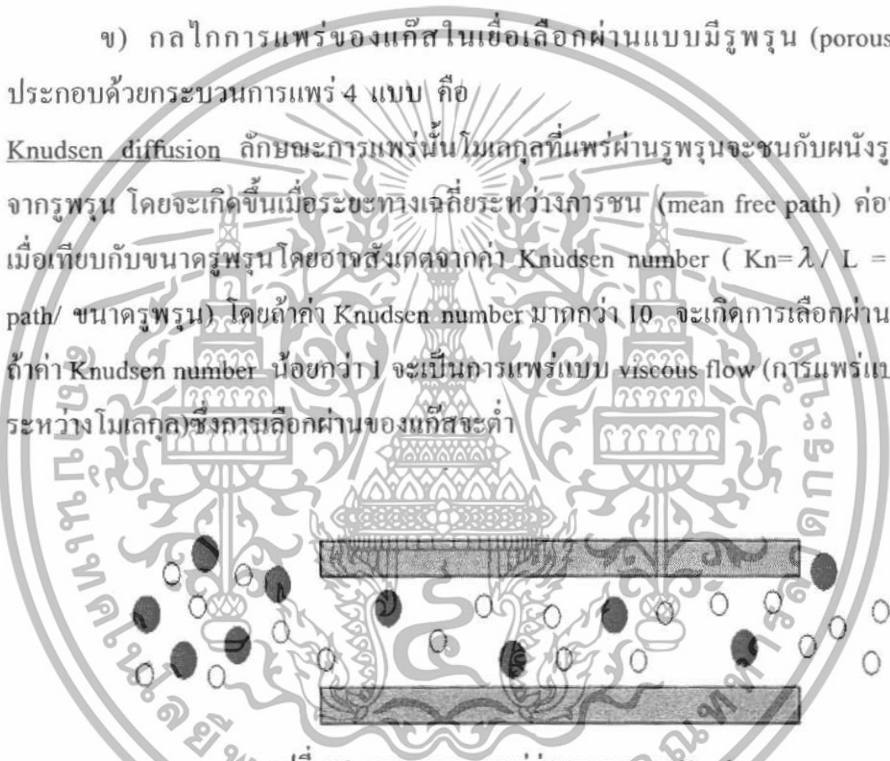 ข) กลไกการแพร่ของแก๊สในเยื่อเลือกผ่านแบบมีรูพรุน (porous
ประกอบด้วยกระบวนการแพร่ 4 แบบ คือ
Knudsen diffusion ลักษณะการแพร่นั้นโมเลกุลที่แพร่ผ่านรูพรุนจะชนกับผนังรู
จากรูพรุน โดยจะเกิดขึ้นเมื่อระยะทางเฉลี่ยระหว่างการชน (mean free path) ค่อ
เมื่อเทียบกับขนาดรูพรุนโดยอาจสังเกตจากค่า Knudsen number ( Kn= λ / L =
path/ ขนาดรูพรุน) โดยถ้าค่า Knudsen number มากกว่า 10 จะเกิดการเลือกผ่าน
ถ้าค่า Knudsen number น้อยกว่า 1 จะเป็นการแพร่แบบ viscous flow (การแพร่แบ
ระหว่างโมเลกุล)ซึ่งการเลือกผ่านของแก๊สจะต่ำ